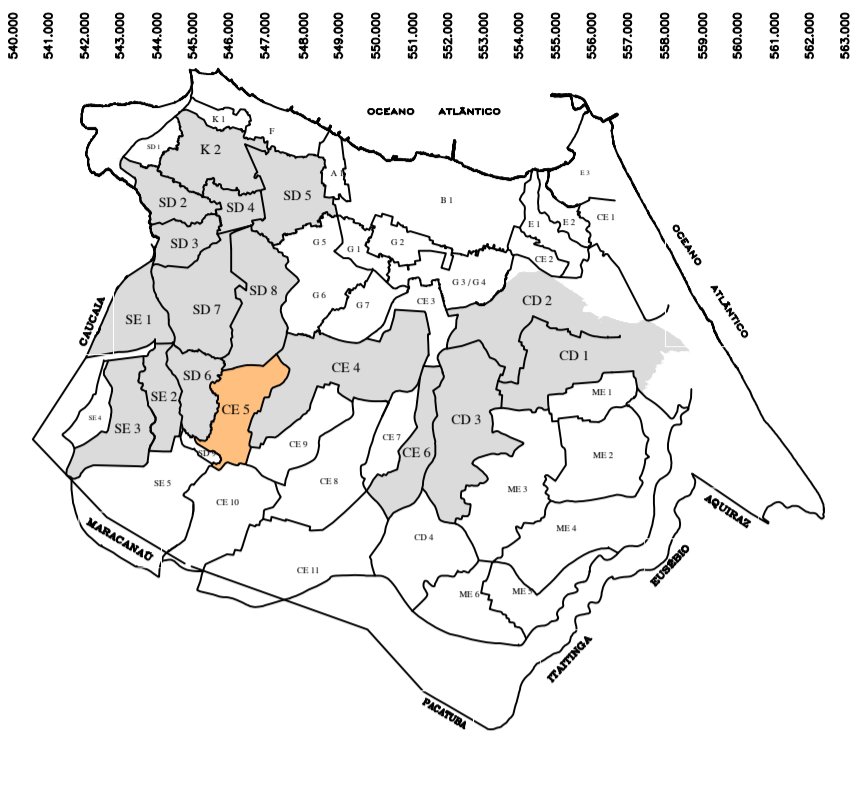 540.000
541.000
542.000
543.000
544.000
545.000
546.000
547.000
549.000
550.000
551.000
552.000
553.000
554.000
555.000
556.000
557.000
558.000
559.000
560.000
561.000
562.000
563.000
OCEANO ATLÂNTICO
K 1
F
SD 1
K 2
A 1
E 3
SD 2
SD 4
SD 5
B 1
E 1
E 2
CE 1
SD 3
G 5
G 1
G 2
CE 2
OCEANO ATLÂNTICO
SD 8
G 3 / G 4
G 6
G 7
CE 3
CD 2
CAUCAIA
SE 1
SD 7
CD 1
SD 6
CE 4
SE 2
ME 1
SE 4
SE 3
CE 5
CD 3
CE 7
CE 9
CE 6
SD 9
ME 2
SE 5
CE 8
ME 3
CE 10
AQUIRAZ
MARACANAÚ
CD 4
ME 4
CE 11
EUSÉBIO
ME 6
ME 5
ITAITINGA
PACATUBA